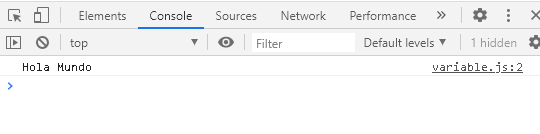 Elements Console Sources Network Performance »
top Filter Default levels 1 hidden
Hola Mundo variable.js:2